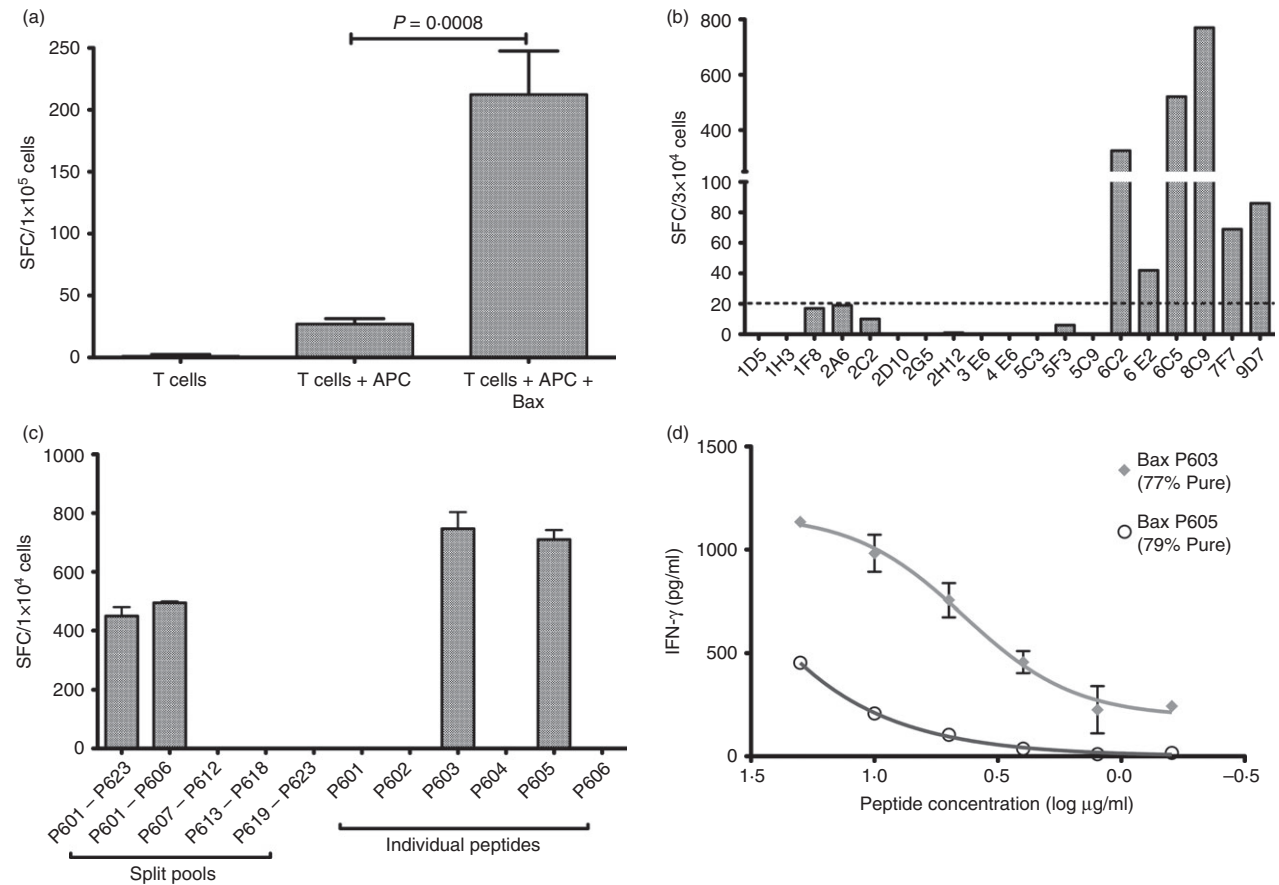 (a)
P = 0·0008
250
200
150
100
50
0
SFC/1×10⁵ cells
T cells
T cells + APC
T cells + APC +
Bax
(b)
800
600
400
100
80
60
40
20
0
SFC/3×10⁴ cells
1D5
1H3
1F8
2A6
2C2
2D10
2G5
2H12
3 E6
4 E6
5C3
5F3
5C9
6C2
6 E2
6C5
8C9
7F7
9D7
(c)
1000
800
600
400
200
0
SFC/1×10⁴ cells
P601 – P623
P601 – P606
P607 – P612
P613 – P618
P619 – P623
P601
P602
P603
P604
P605
P606
Split pools
Individual peptides
(d)
1500
1000
500
0
IFN-γ (pg/ml)
Bax P603
(77% Pure)
Bax P605
(79% Pure)
1·5
1·0
0·5
0·0
–0·5
Peptide concentration (log μg/ml)